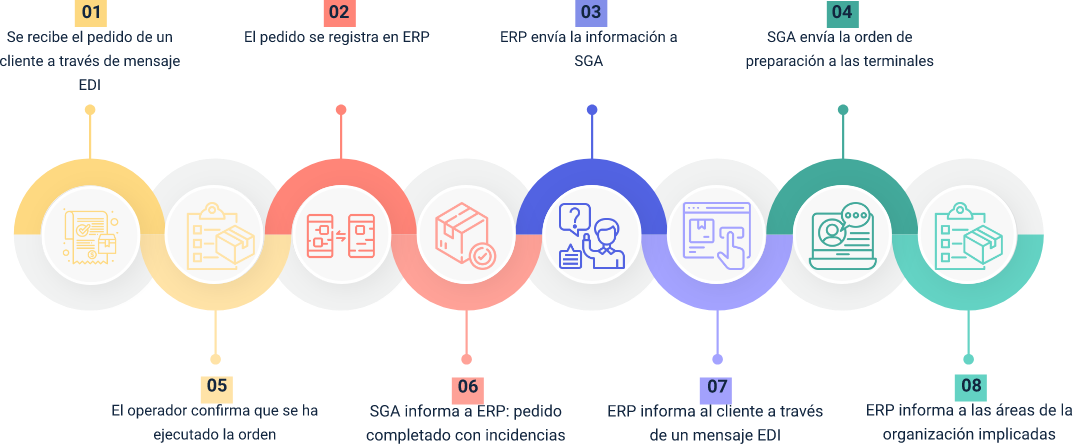 01
Se recibe el pedido de un
cliente a través de mensaje
EDI
02
El pedido se registra en ERP
03
ERP envía la información a
SGA
04
SGA envía la orden de
preparación a las terminales
05
El operador confirma que se ha
ejecutado la orden
06
SGA informa a ERP: pedido
completado con incidencias
07
ERP informa al cliente a través
de un mensaje EDI
08
ERP informa a las áreas de la
organización implicadas